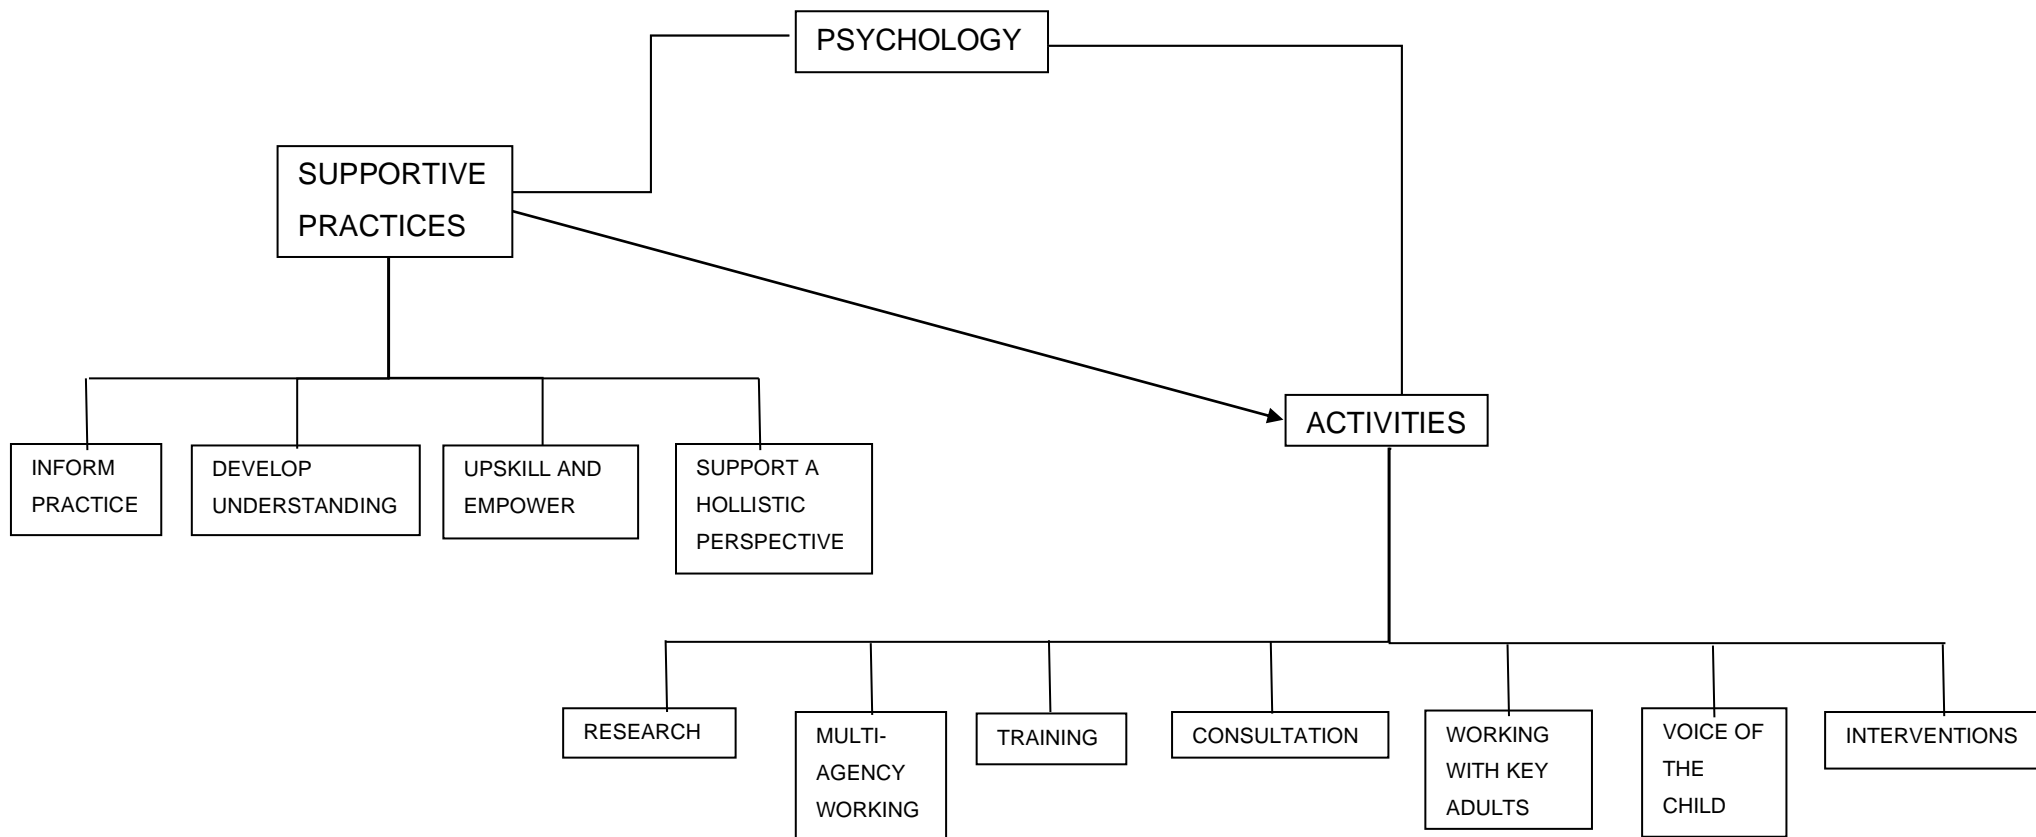 PSYCHOLOGY
SUPPORTIVE
PRACTICES
ACTIVITIES
INFORM
PRACTICE
DEVELOP
UNDERSTANDING
UPSKILL AND
EMPOWER
SUPPORT A
HOLLISTIC
PERSPECTIVE
RESEARCH
MULTI-
AGENCY
WORKING
TRAINING
CONSULTATION
WORKING
WITH KEY
ADULTS
VOICE OF
THE
CHILD
INTERVENTIONS